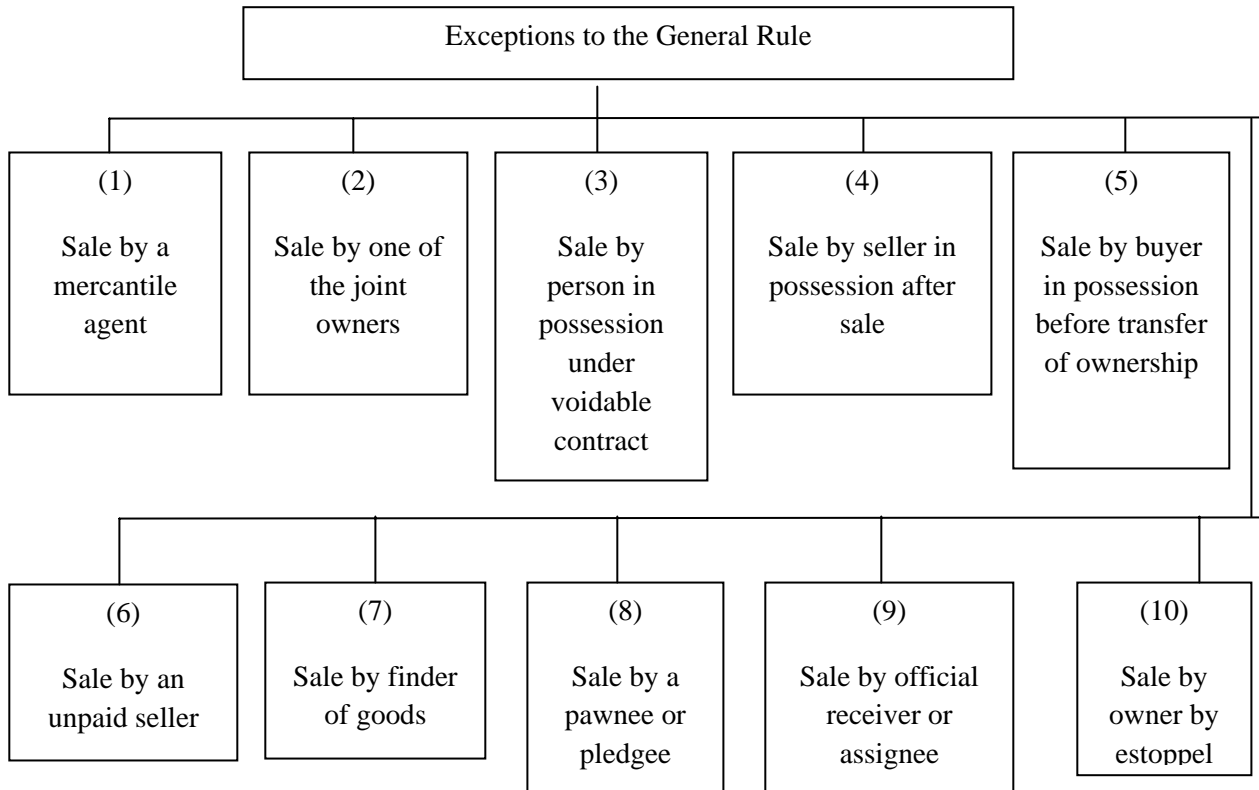 Exceptions to the General Rule
(1)
Sale by a
mercantile
agent
(2)
Sale by one of
the joint
owners
(3)
Sale by
person in
possession
under
voidable
contract
(4)
Sale by seller in
possession after
sale
(5)
Sale by buyer
in possession
before transfer
of ownership
(6)
Sale by an
unpaid seller
(7)
Sale by finder
of goods
(8)
Sale by a
pawnee or
pledgee
(9)
Sale by official
receiver or
assignee
(10)
Sale by
owner by
estoppel